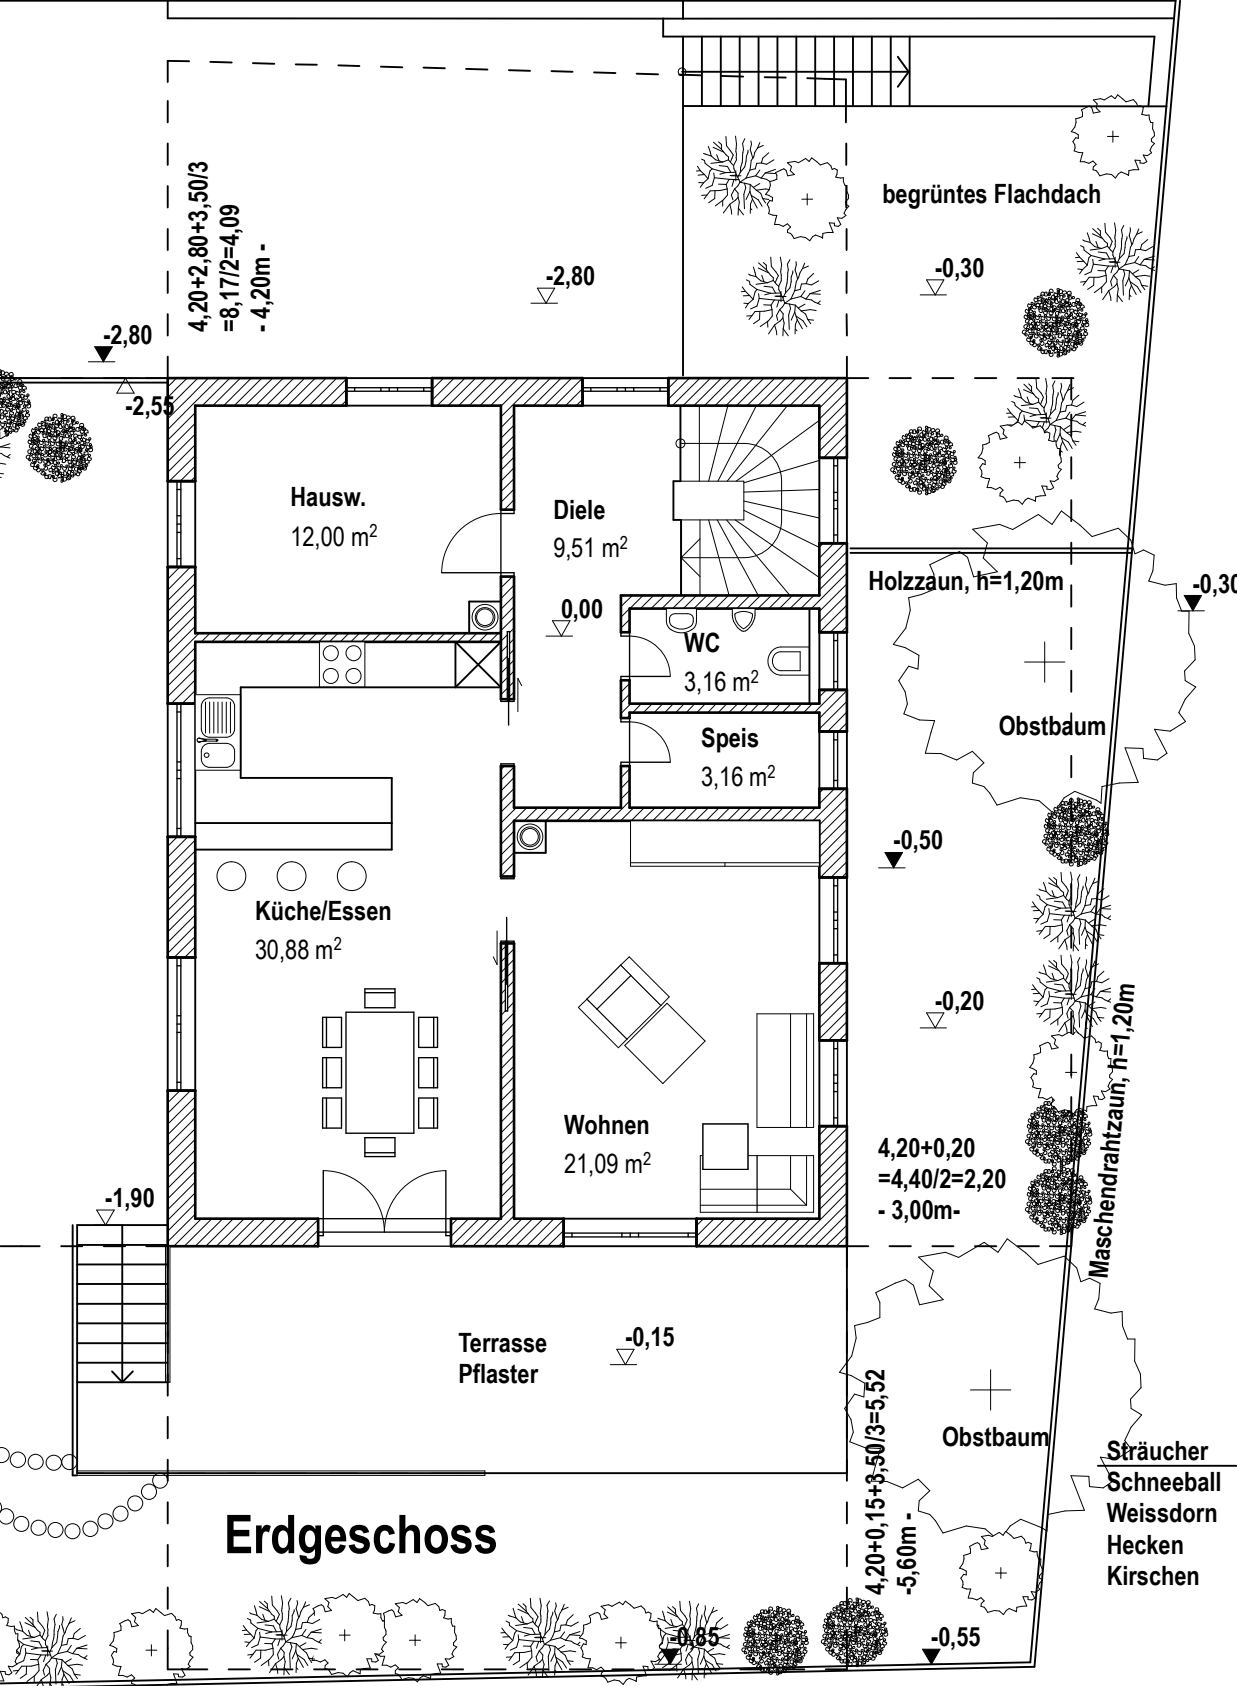 4,20+2,80+3,50/3
=8,17/2=4,09
- 4,20m -
begrüntes Flachdach
-2,80
-0,30
-2,80
-2,55
Hausw.
12,00 m²
Diele
9,51 m²
0,00
Holzzaun, h=1,20m
-0,30
WC
3,16 m²
Obstbaum
Speis
3,16 m²
-0,50
Küche/Essen
30,88 m²
-0,20
Maschendrahtzaun, h=1,20m
Wohnen
21,09 m²
4,20+0,20
=4,40/2=2,20
- 3,00m-
-1,90
Terrasse
Pflaster
-0,15
4,20+0,15+3,50/3=5,52
-5,60m -
Obstbaum
Sträucher
Schneeball
Weissdorn
Hecken
Kirschen
Erdgeschoss
-0,85
-0,55